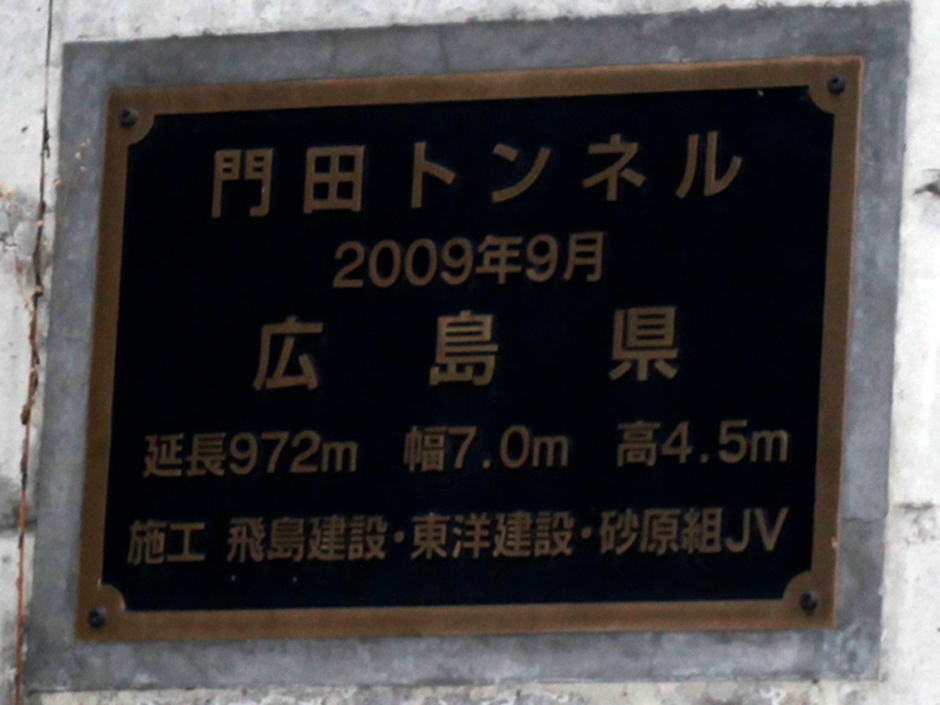 門田トンネル
2009年9月
広島県
延長972m 幅7.0m 高4.5m
施工 飛島建設・東洋建設・砂原組JV